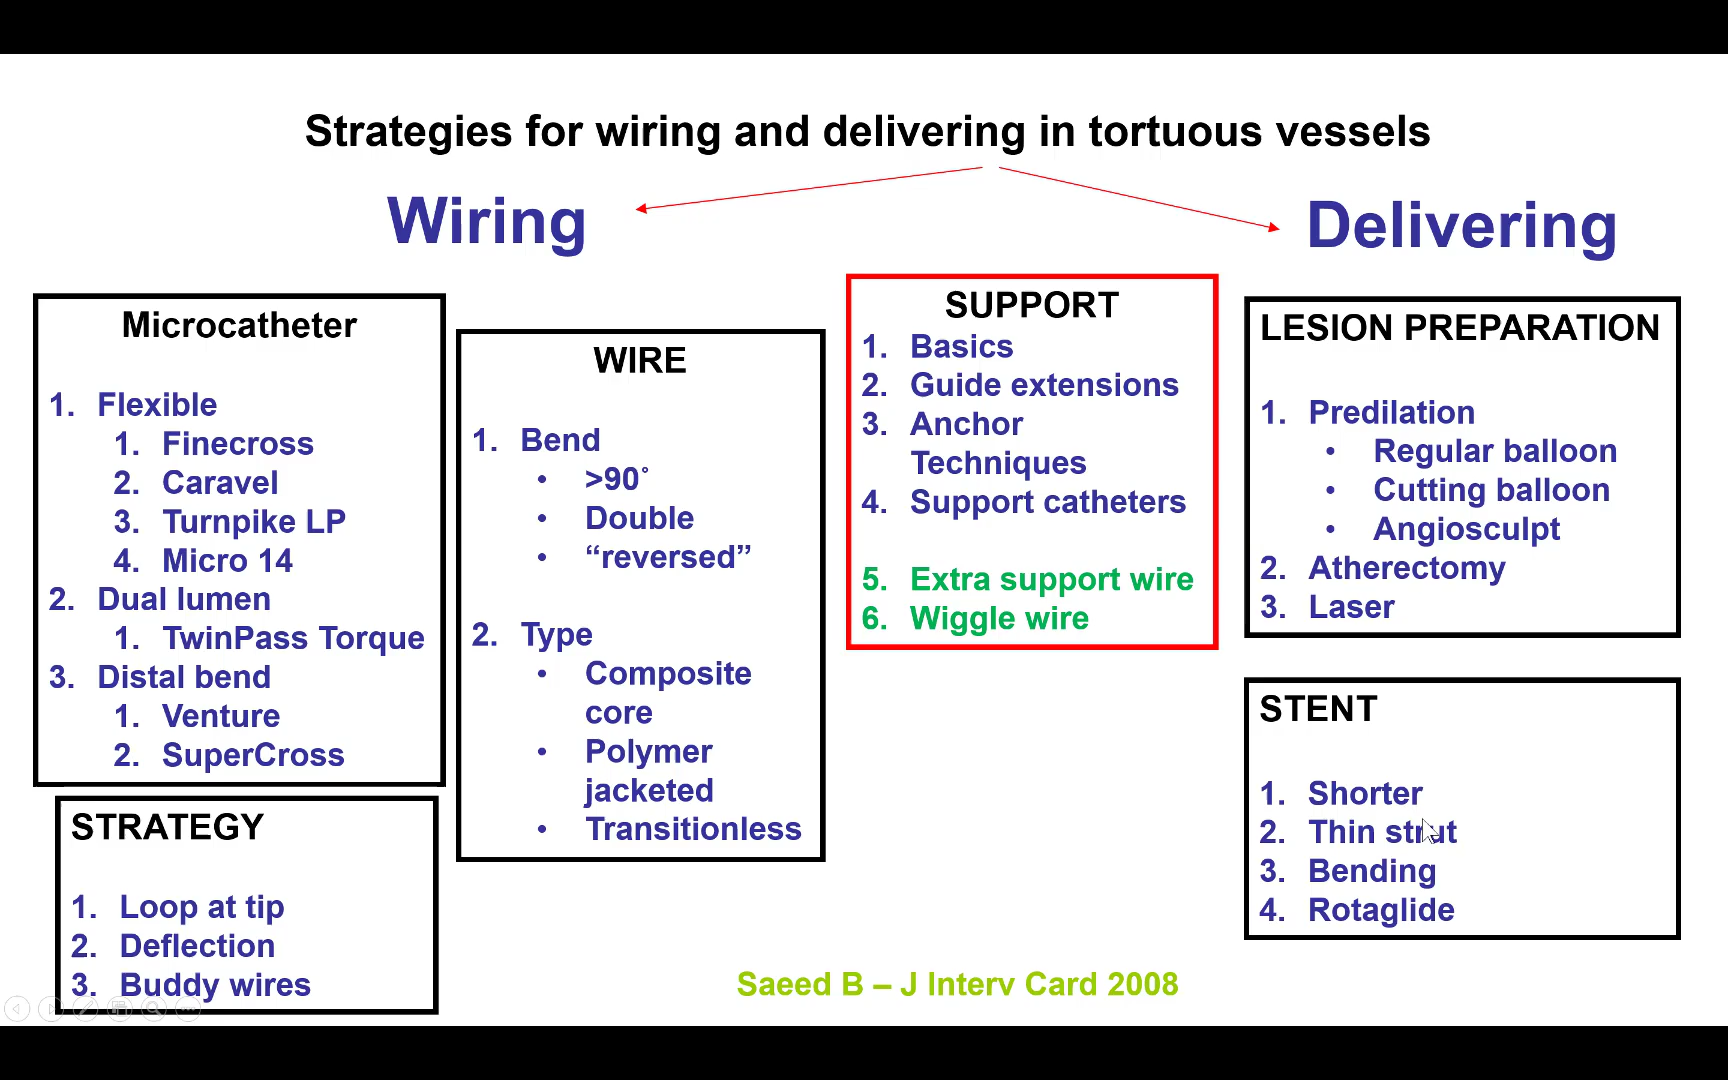 Strategies for wiring and delivering in tortuous vessels
Wiring
Delivering
Microcatheter
1. Flexible
1. Finecross
2. Caravel
3. Turnpike LP
4. Micro 14
2. Dual lumen
1. TwinPass Torque
3. Distal bend
1. Venture
2. SuperCross
STRATEGY
1. Loop at tip
2. Deflection
3. Buddy wires
WIRE
1. Bend
• >90˚
• Double
• “reversed”
2. Type
• Composite
core
• Polymer
jacketed
• Transitionless
SUPPORT
1. Basics
2. Guide extensions
3. Anchor
Techniques
4. Support catheters
5. Extra support wire
6. Wiggle wire
LESION PREPARATION
1. Predilation
• Regular balloon
• Cutting balloon
• Angiosculpt
2. Atherectomy
3. Laser
STENT
1. Shorter
2. Thin strut
3. Bending
4. Rotaglide
Saeed B – J Interv Card 2008